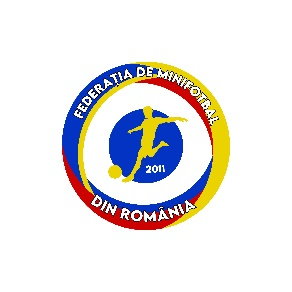 FEDERAȚIA DE MINIFOTBAL
2011
DIN ROMÂNIA